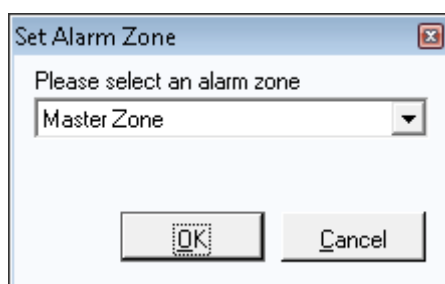 Set Alarm Zone
Please select an alarm zone
Master Zone
OK
Cancel